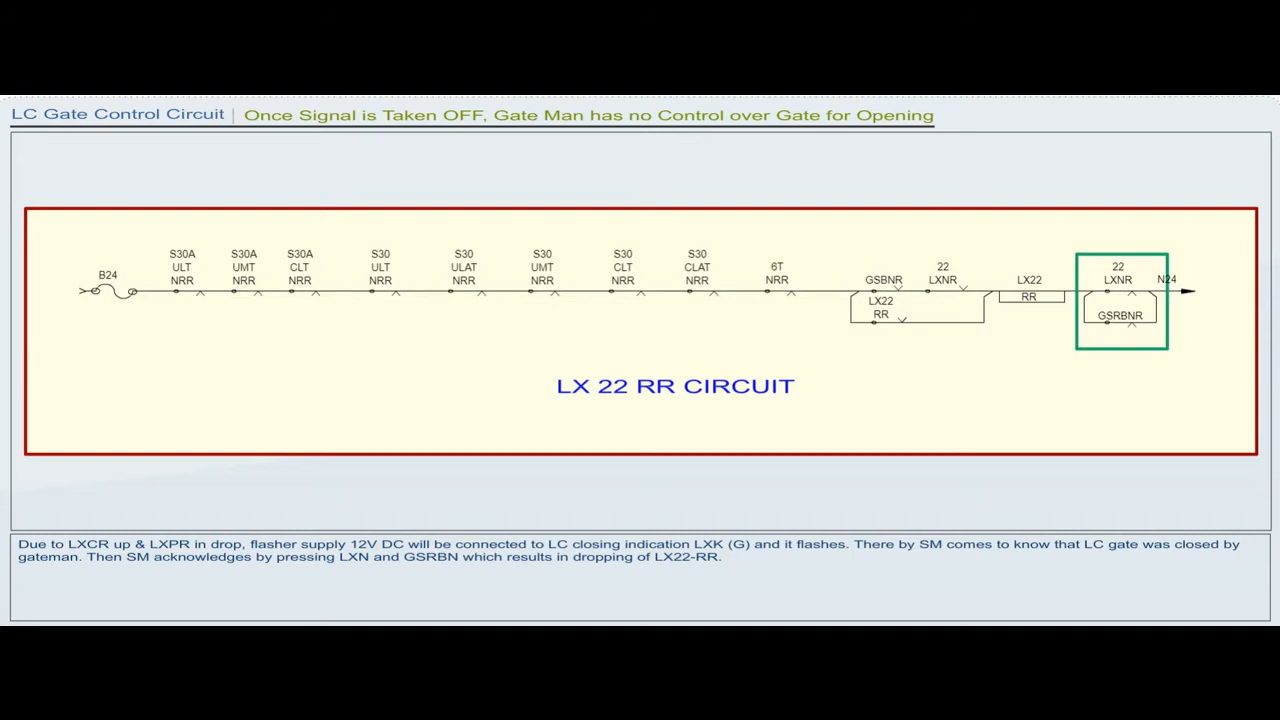 LC Gate Control Circuit | Once Signal is Taken OFF, Gate Man has no Control over Gate for Opening
S30A S30A S30A S30 S30 S30 S30 S30
ULT UMT CLT ULT ULAT UMT CLT CLAT 6T 22 22
B24 NRR NRR NRR NRR NRR NRR NRR NRR NRR GSBNR LXNR LX22 LXNR N24
LX22 RR
RR GSRBNR
LX 22 RR CIRCUIT
Due to LXCR up & LXPR in drop, flasher supply 12V DC will be connected to LC closing indication LXK (G) and it flashes. There by SM comes to know that LC gate was closed by
gateman. Then SM acknowledges by pressing LXN and GSRBN which results in dropping of LX22-RR.